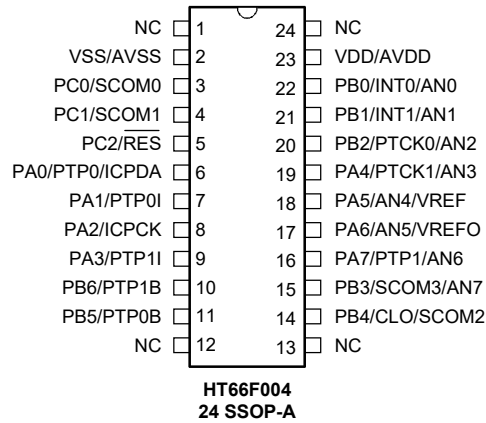 NC 1 24 NC
VSS/AVSS 2 23 VDD/AVDD
PC0/SCOM0 3 22 PB0/INT0/AN0
PC1/SCOM1 4 21 PB1/INT1/AN1
PC2/RES 5 20 PB2/PTCK0/AN2
PA0/PTP0/ICPDA 6 19 PA4/PTCK1/AN3
PA1/PTP0I 7 18 PA5/AN4/VREF
PA2/ICPCK 8 17 PA6/AN5/VREFO
PA3/PTP1I 9 16 PA7/PTP1/AN6
PB6/PTP1B 10 15 PB3/SCOM3/AN7
PB5/PTP0B 11 14 PB4/CLO/SCOM2
NC 12 13 NC
HT66F004
24 SSOP-A